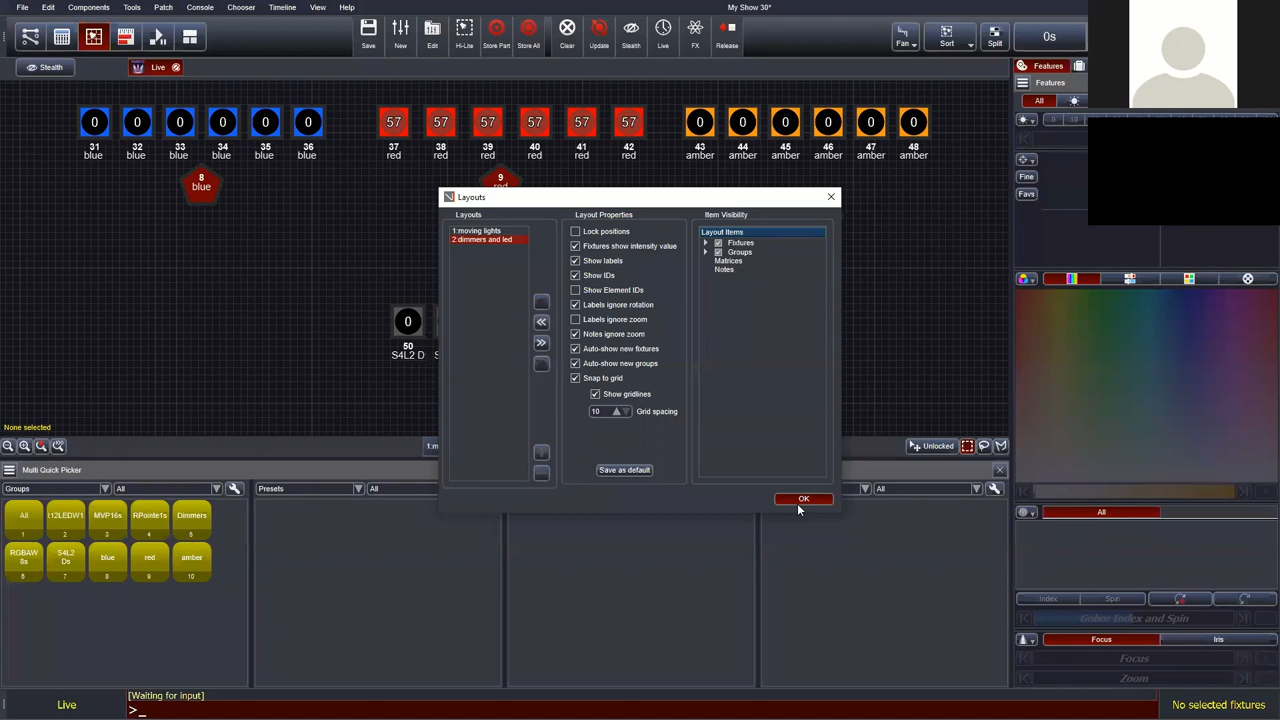 File Edit Components Tools Patch Console Chooser Timeline View Help My Show 30*
Save New Edit Hi-Lite Store Part Store All Clear Update Stealth Live FX Release
Fan Sort Split 0s
Stealth Live
Features
Features
All
0 0 0 0 0 0 57 57 57 57 57 57 0 0 0 0 0 0
31 32 33 34 35 36 37 38 39 40 41 42 43 44 45 46 47 48
blue blue blue blue blue blue red red red red red red amber amber amber amber amber amber
8
blue
9
red
Fine
Favs
Layouts
Layouts Layout Properties Item Visibility
1:moving lights
2:dimmers and led
Lock positions
Fixtures show intensity value
Show labels
Show IDs
Show Element IDs
Labels ignore rotation
Labels ignore zoom
Notes ignore zoom
Auto-show new fixtures
Auto-show new groups
Snap to grid
Show gridlines
10 Grid spacing
Save as default
Layout Items
Fixtures
Groups
Matrices
Notes
OK
0
50
S4L2 D
None selected
1:m
Unlocked
Multi Quick Picker
Groups All Presets All All
All t12LEDW1 MVP16s RPointe1s Dimmers
1 2 3 4 5
RGBAW
8s
S4L2
Ds
blue red amber
6 7 8 9 10
All
Index Spin
Gobo: Index and Spin
Focus Iris
Focus
Zoom
[Waiting for input]
Live >_ No selected fixtures